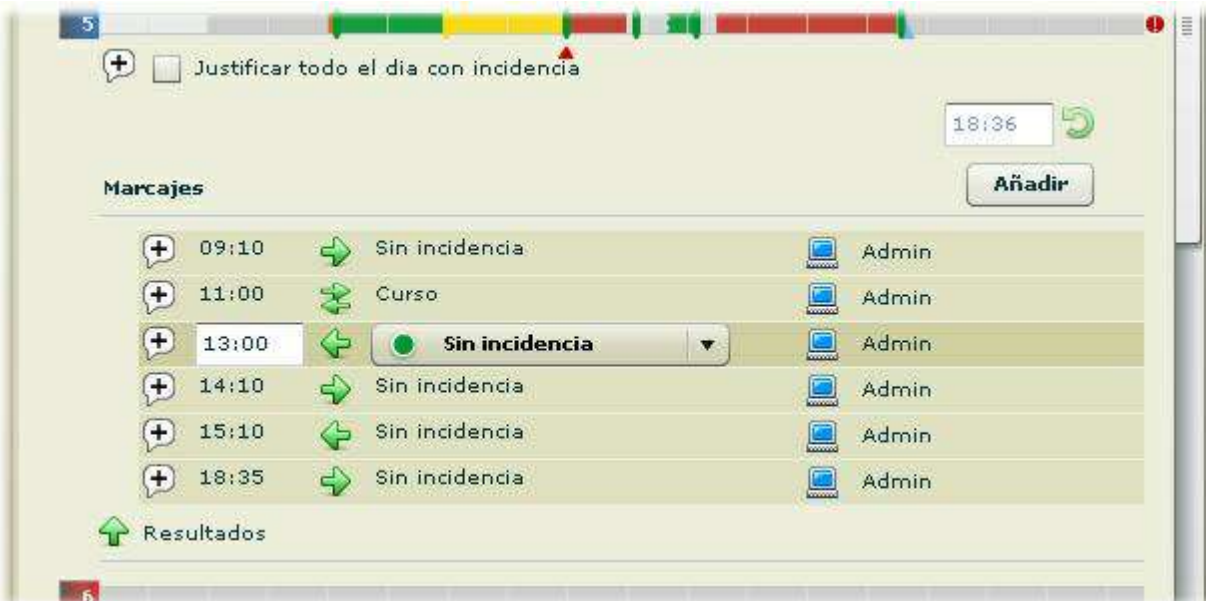 5
Justificar todo el dia con incidencia
18:36
Marcajes Añadir
09:10 Sin incidencia Admin
11:00 Curso Admin
13:00 Sin incidencia Admin
14:10 Sin incidencia Admin
15:10 Sin incidencia Admin
18:35 Sin incidencia Admin
Resultados
6